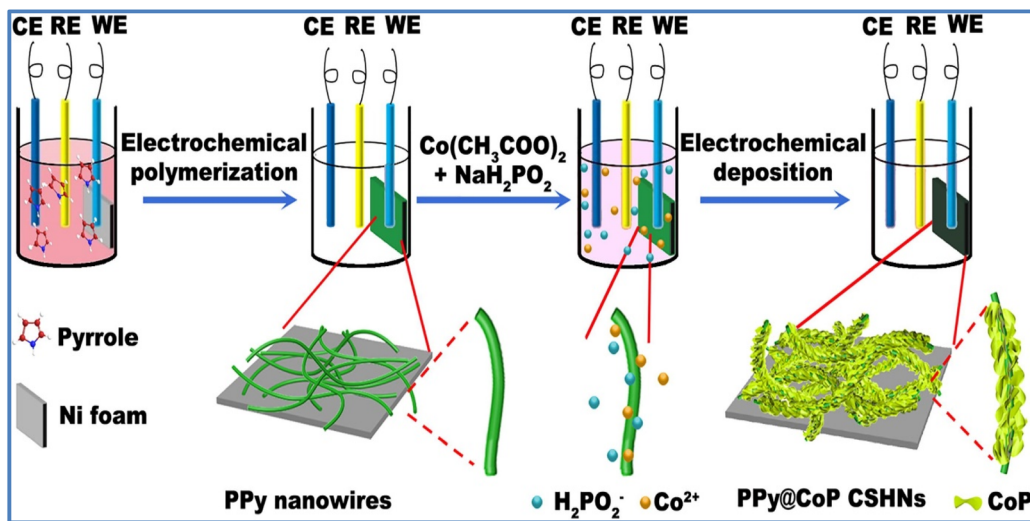 CE RE WE
CE RE WE
CE RE WE
CE RE WE
Electrochemical
polymerization
Co(CH₃COO)₂
+ NaH₂PO₂
Electrochemical
deposition
Pyrrole
Ni foam
PPy nanowires
H₂PO₂⁻
Co²⁺
PPy@CoP CSHNs
CoP